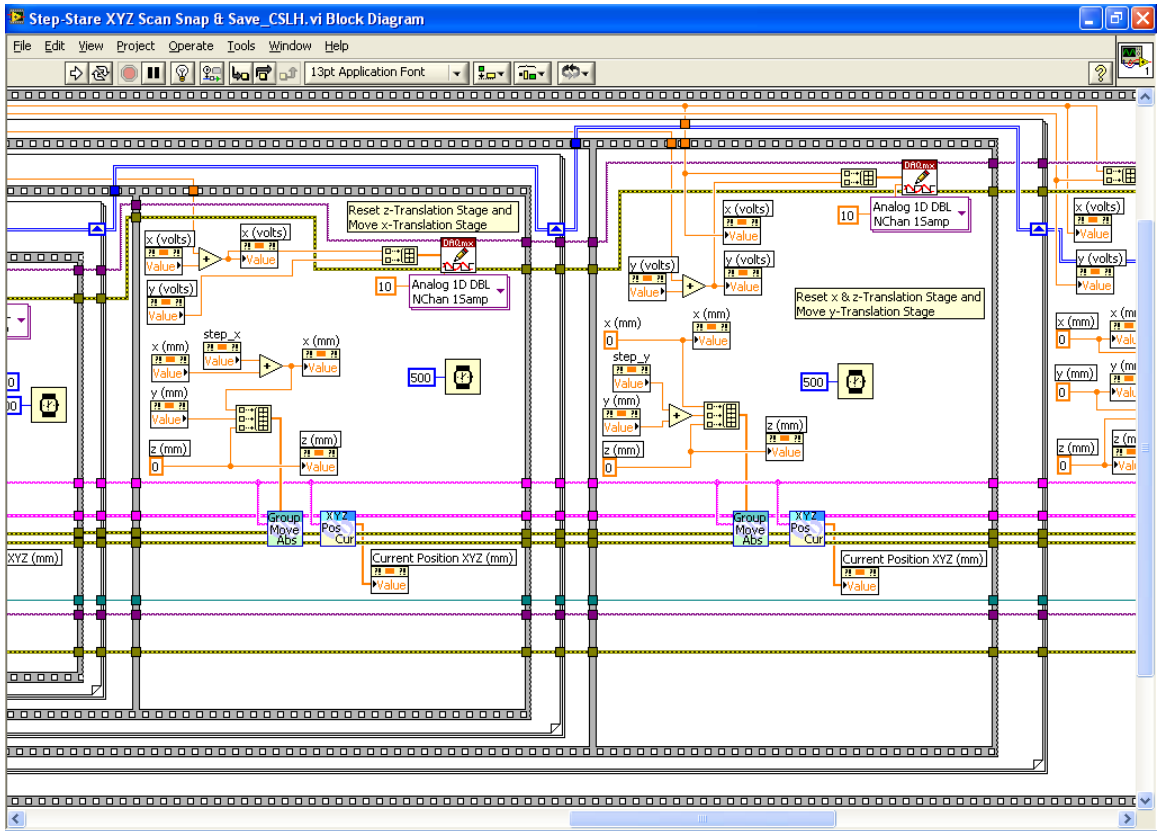 Step-Stare XYZ Scan Snap & Save_CSLH.vi Block Diagram
File Edit View Project Operate Tools Window Help
13pt Application Font
1
Reset z-Translation Stage and
Move x-Translation Stage
x (volts)
Value
x (volts)
Value
y (volts)
Value
DAQmx
10
Analog 1D DBL
NChan 1Samp
step_x
Value
x (mm)
Value
x (mm)
Value
y (mm)
Value
z (mm)
0
z (mm)
Value
500
0
Group
Move
Abs
XYZ
Pos
Cur
XYZ (mm)
Current Position XYZ (mm)
Value
DAQmx
10
Analog 1D DBL
NChan 1Samp
x (volts)
Value
y (volts)
Value
y (volts)
Value
Reset x & z-Translation Stage and
Move y-Translation Stage
x (mm)
0
x (mm)
Value
step_y
Value
y (mm)
Value
z (mm)
0
z (mm)
Value
500
Group
Move
Abs
XYZ
Pos
Cur
Current Position XYZ (mm)
Value
x (volts)
Value
y (volts)
Value
x (mm)
0
y (mm)
0
z (mm)
0